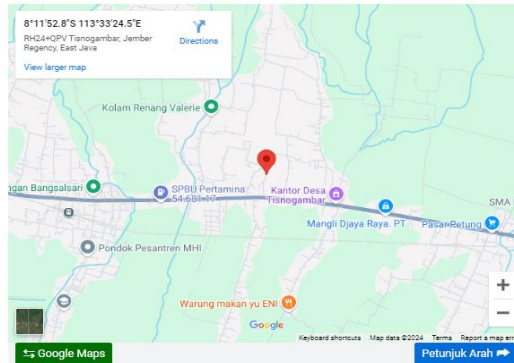 8°11'52.8"S 113°33'24.5"E
RH24+QPV Tisnogambar, Jember
Regency, East Java
View larger map
Directions
Kolam Renang Valerie
ngan Bangsalsari
SPBU Pertamina
54.681.17
Kantor Desa
Tisnogambar
SMA
Mangli Djaya Raya. PT
Pasar Petung
Pondok Pesantren MHI
Warung makan yu ENI
+
−
Google
Keyboard shortcuts Map data ©2024 Terms Report a map err
Google Maps
Petunjuk Arah